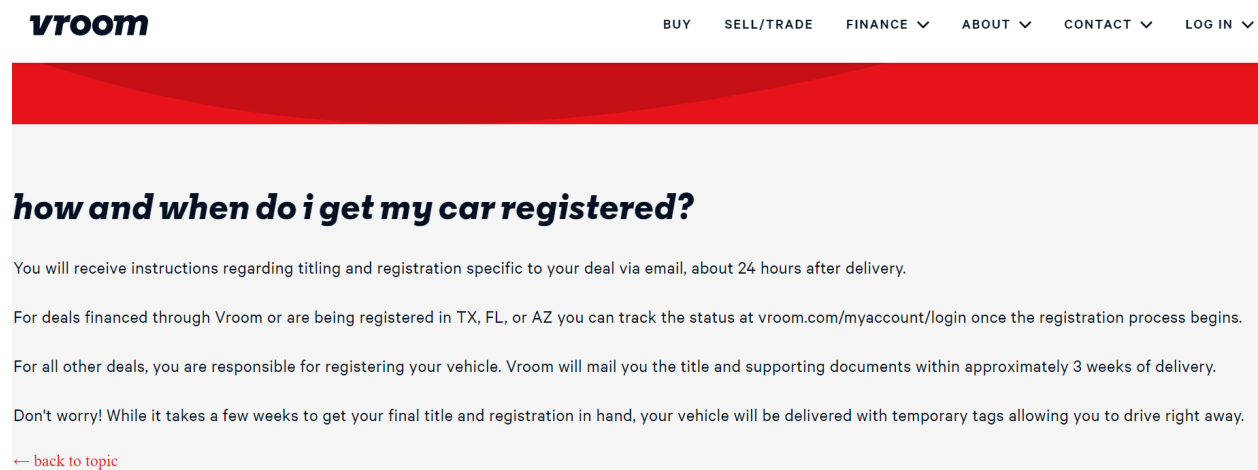 vroom
BUY SELL/TRADE FINANCE ABOUT CONTACT LOG IN
how and when do i get my car registered?
You will receive instructions regarding titling and registration specific to your deal via email, about 24 hours after delivery.
For deals financed through Vroom or are being registered in TX, FL, or AZ you can track the status at vroom.com/myaccount/login once the registration process begins.
For all other deals, you are responsible for registering your vehicle. Vroom will mail you the title and supporting documents within approximately 3 weeks of delivery.
Don't worry! While it takes a few weeks to get your final title and registration in hand, your vehicle will be delivered with temporary tags allowing you to drive right away.
← back to topic